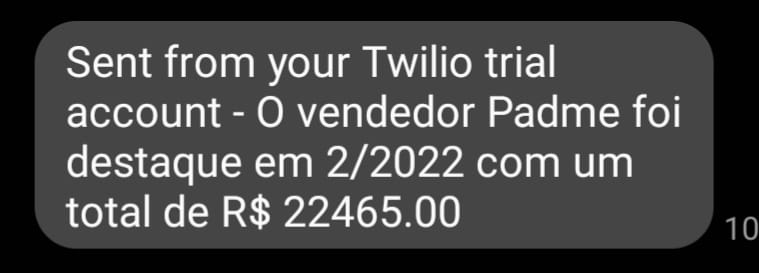 Sent from your Twilio trial
account - O vendedor Padme foi
destaque em 2/2022 com um
total de R$ 22465.00
10